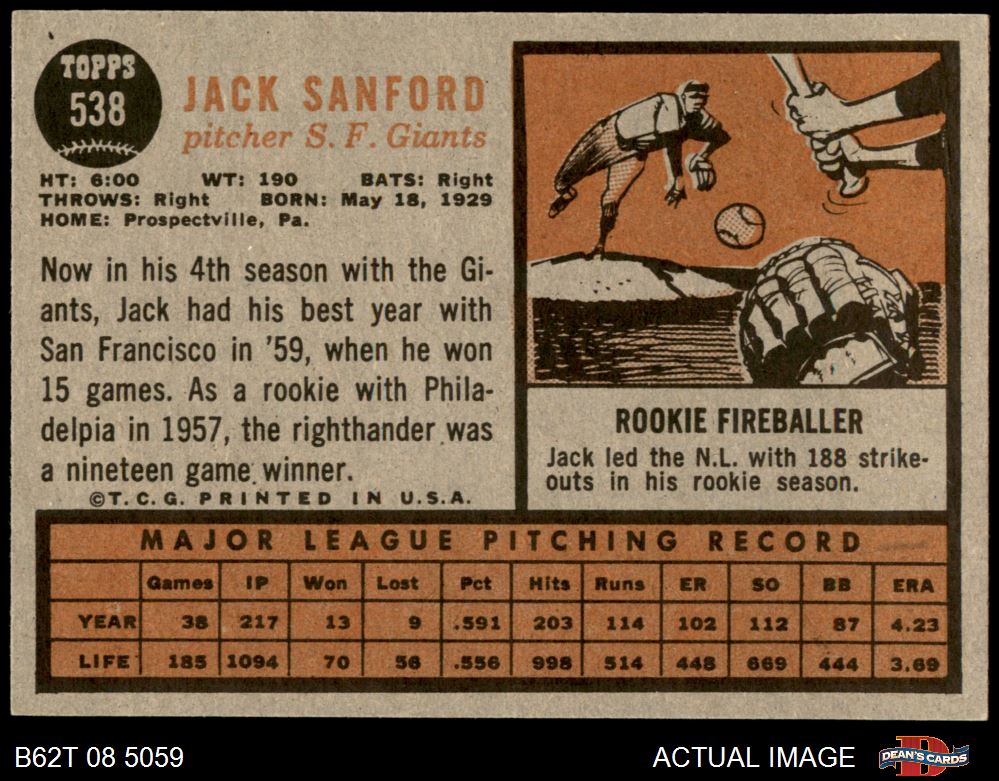 TOPPS
538
JACK SANFORD
pitcher S. F. Giants
HT: 6:00 WT: 190 BATS: Right
THROWS: Right BORN: May 18, 1929
HOME: Prospectville, Pa.
Now in his 4th season with the Gi-
ants, Jack had his best year with
San Francisco in '59, when he won
15 games. As a rookie with Phila-
delpia in 1957, the righthander was
a nineteen game winner.
©T.C.G. PRINTED IN U.S.A.
ROOKIE FIREBALLER
Jack led the N.L. with 188 strike-
outs in his rookie season.
MAJOR LEAGUE PITCHING RECORD
Games IP Won Lost Pct Hits Runs ER SO BB ERA
YEAR 38 217 13 9 .591 203 114 102 112 87 4.23
LIFE 185 1094 70 56 .556 998 514 448 669 444 3.69
B62T 08 5059 ACTUAL IMAGE DEAN'S CARDS